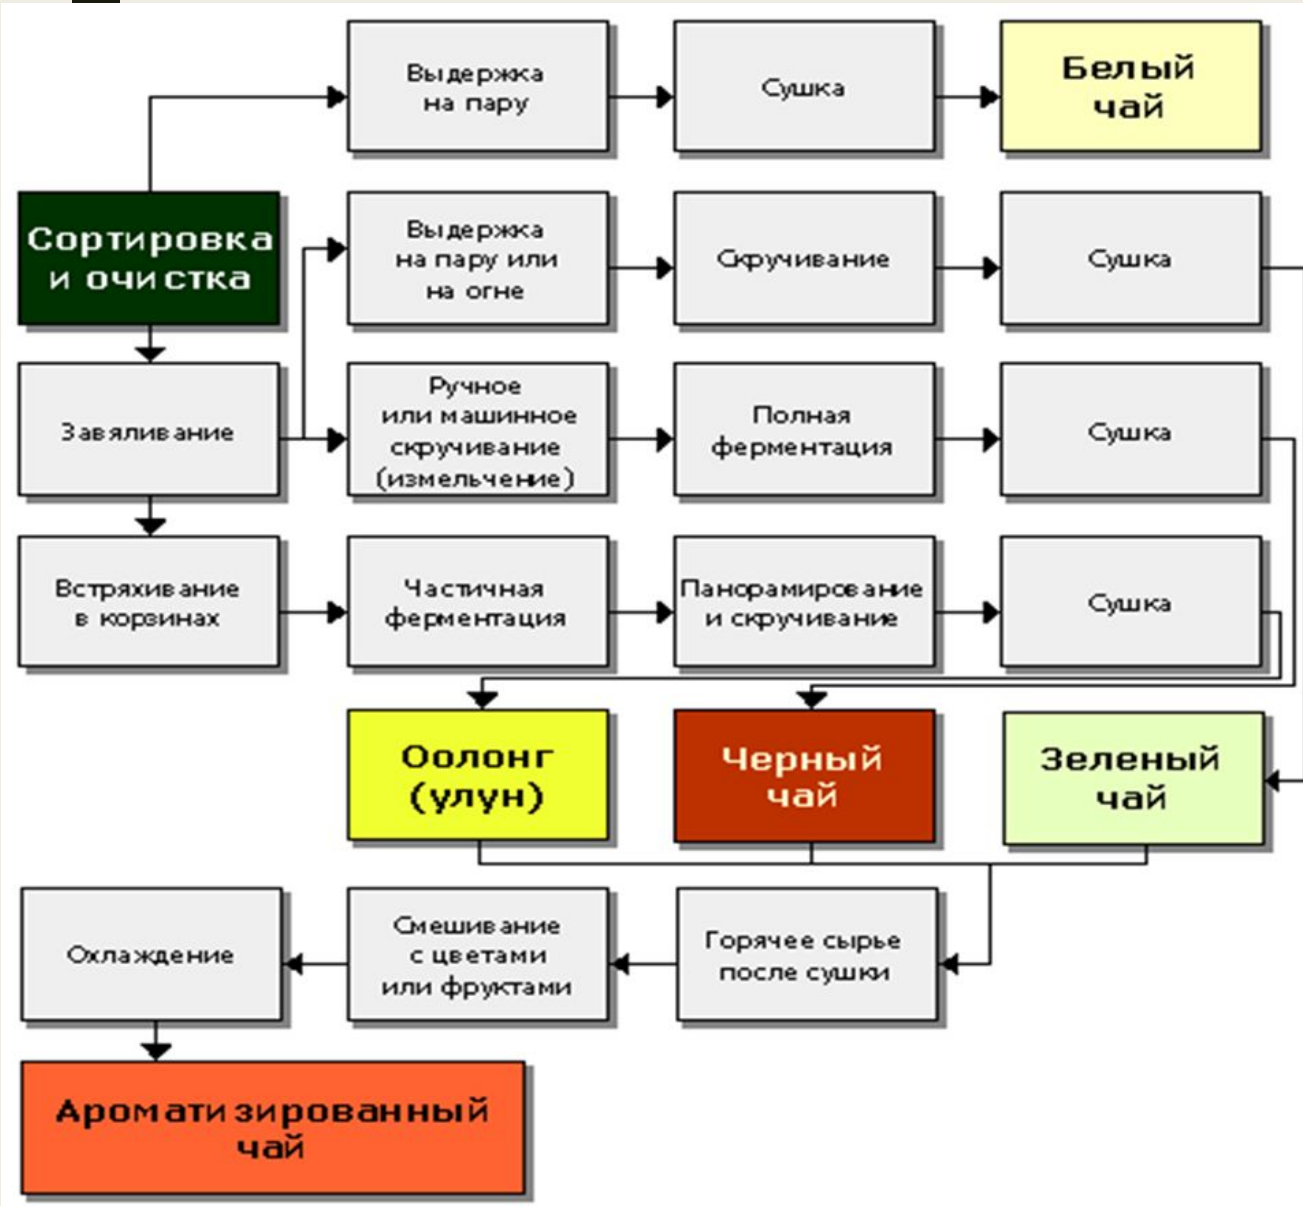 Выдержка
на пару
Сушка
Белый
чай
Сортировка
и очистка
Выдержка
на пару или
на огне
Скручивание
Сушка
Завяливание
Ручное
или машинное
скручивание
(измельчение)
Полная
ферментация
Сушка
Встряхивание
в корзинах
Частичная
ферментация
Панорамирование
и скручивание
Сушка
Оолонг
(улун)
Черный
чай
Зеленый
чай
Охлаждение
Смешивание
с цветами
или фруктами
Горячее сырье
после сушки
Ароматизированный
чай